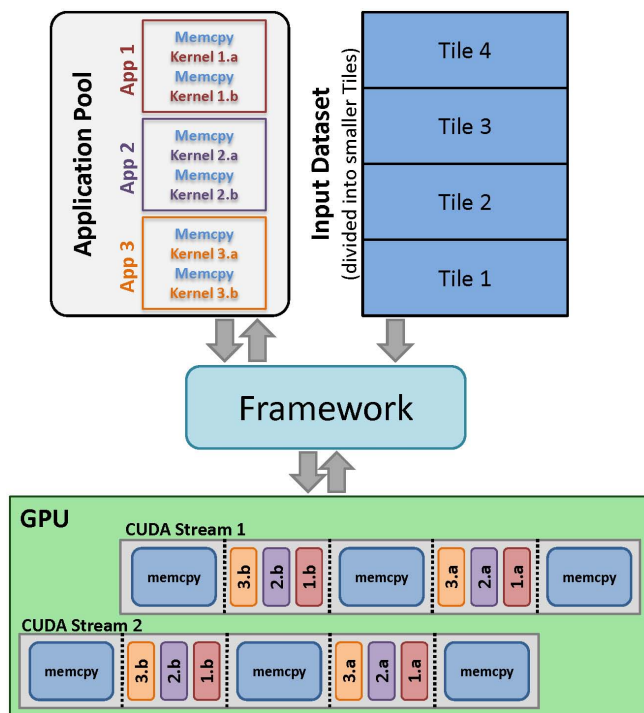 Application Pool
App 1
Memcpy
Kernel 1.a
Memcpy
Kernel 1.b
App 2
Memcpy
Kernel 2.a
Memcpy
Kernel 2.b
App 3
Memcpy
Kernel 3.a
Memcpy
Kernel 3.b
Input Dataset
(divided into smaller Tiles)
Tile 4
Tile 3
Tile 2
Tile 1
Framework
GPU
CUDA Stream 1
memcpy
3.b
2.b
1.b
memcpy
3.a
2.a
1.a
memcpy
CUDA Stream 2
memcpy
3.b
2.b
1.b
memcpy
3.a
2.a
1.a
memcpy